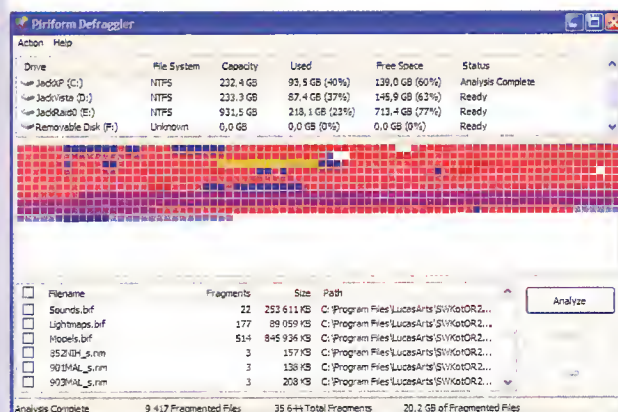 Piriform Defraggler
Action Help
Drive File System Capacity Used Free Space Status
JackXP (C:) NTFS 232,4 GB 93,5 GB (40%) 139,0 GB (60%) Analysis Complete
JackVista (D:) NTFS 233,3 GB 87,4 GB (37%) 145,9 GB (63%) Ready
JackRaid0 (E:) NTFS 931,5 GB 218,1 GB (23%) 713,4 GB (77%) Ready
Removable Disk (F:) Unknown 0,0 GB 0,0 GB (0%) 0,0 GB (0%) Ready
Filename Fragments Size Path
Sounds.bif 22 253 611 KB C:\Program Files\LucasArts\SWKotOR2...
Lightmaps.bif 177 89 059 KB C:\Program Files\LucasArts\SWKotOR2...
Models.bif 514 845 936 KB C:\Program Files\LucasArts\SWKotOR2...
852NIH_s.rim 3 157 KB C:\Program Files\LucasArts\SWKotOR2...
901MAL_s.rim 3 138 KB C:\Program Files\LucasArts\SWKotOR2...
903MAL_s.rim 3 208 KB C:\Program Files\LucasArts\SWKotOR2...
Analyze
Analysis Complete 9 417 Fragmented Files 35 644 Total Fragments 20.2 GB of Fragmented Files